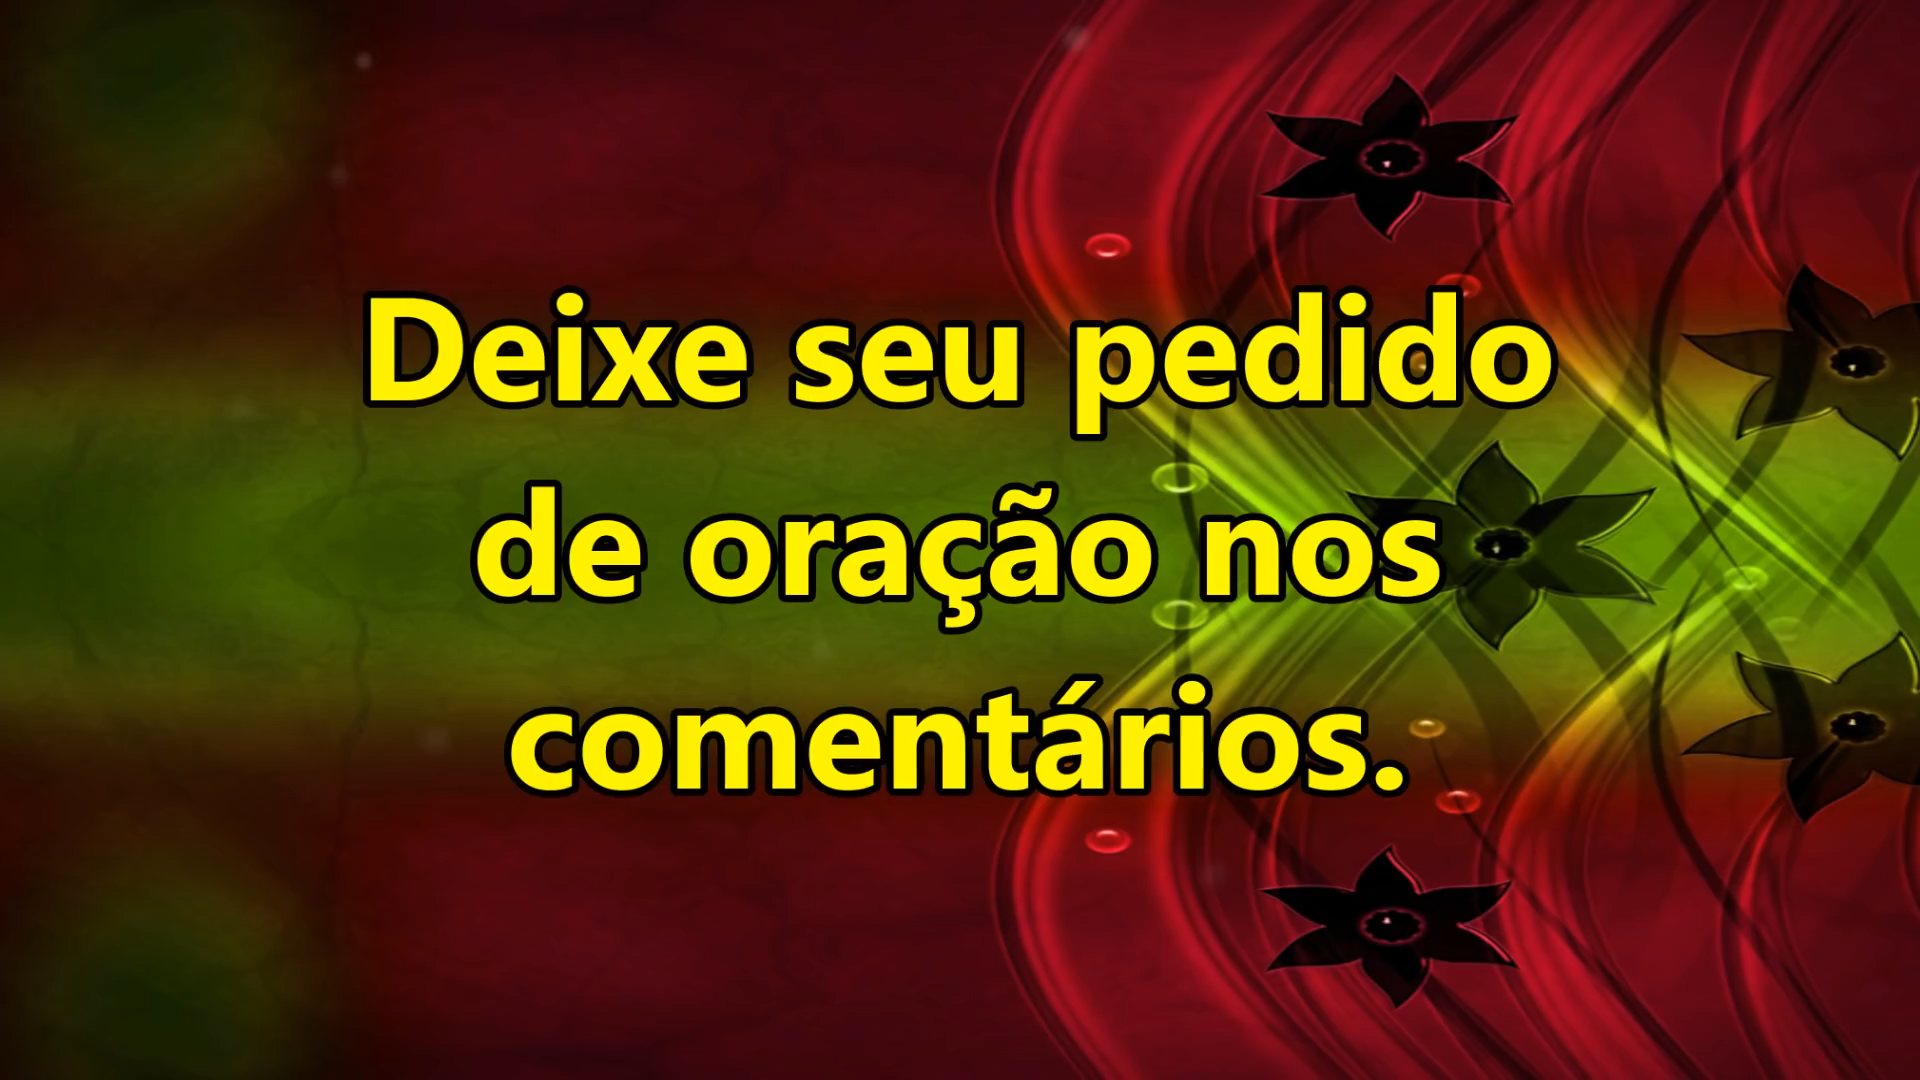 Deixe seu pedido
de oração nos
comentários.